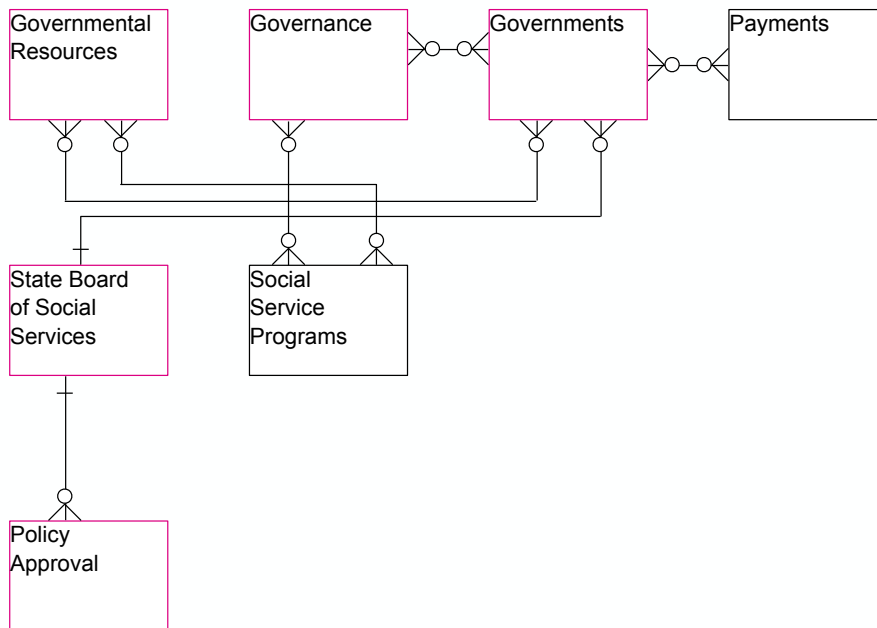 Governmental
Resources
Governance
Governments
Payments
State Board
of Social
Services
Social
Service
Programs
Policy
Approval